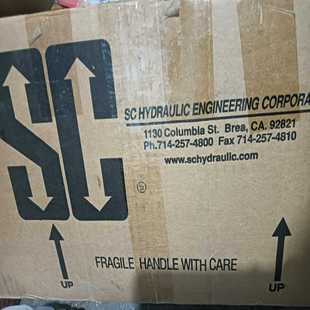 SC
SC HYDRAULIC ENGINEERING CORPORA
1130 Columbia St. Brea, CA. 92821
Ph.714-257-4800 Fax 714-257-4810
www.schydraulic.com
FRAGILE HANDLE WITH CARE
UP
UP